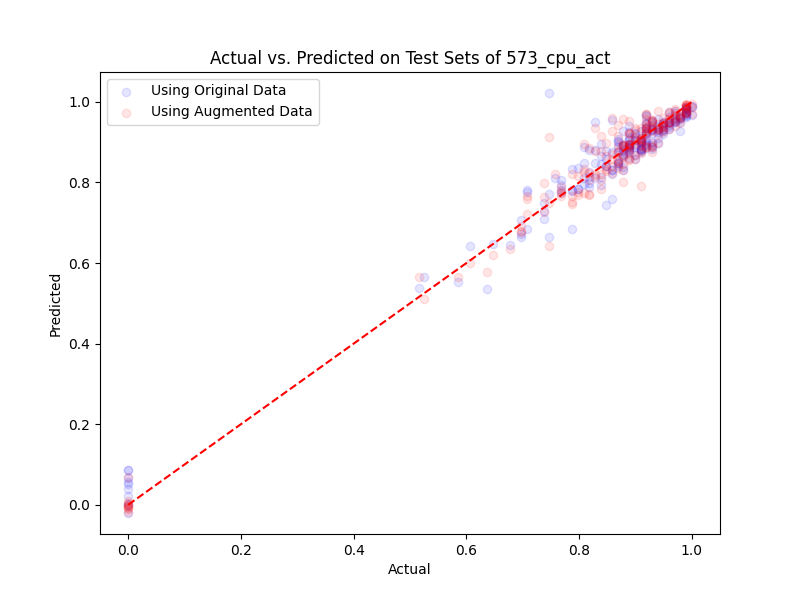 Actual vs. Predicted on Test Sets of 573_cpu_act
Using Original Data
Using Augmented Data
1.0
0.8
0.6
0.4
0.2
0.0
Predicted
0.0 0.2 0.4 0.6 0.8 1.0
Actual